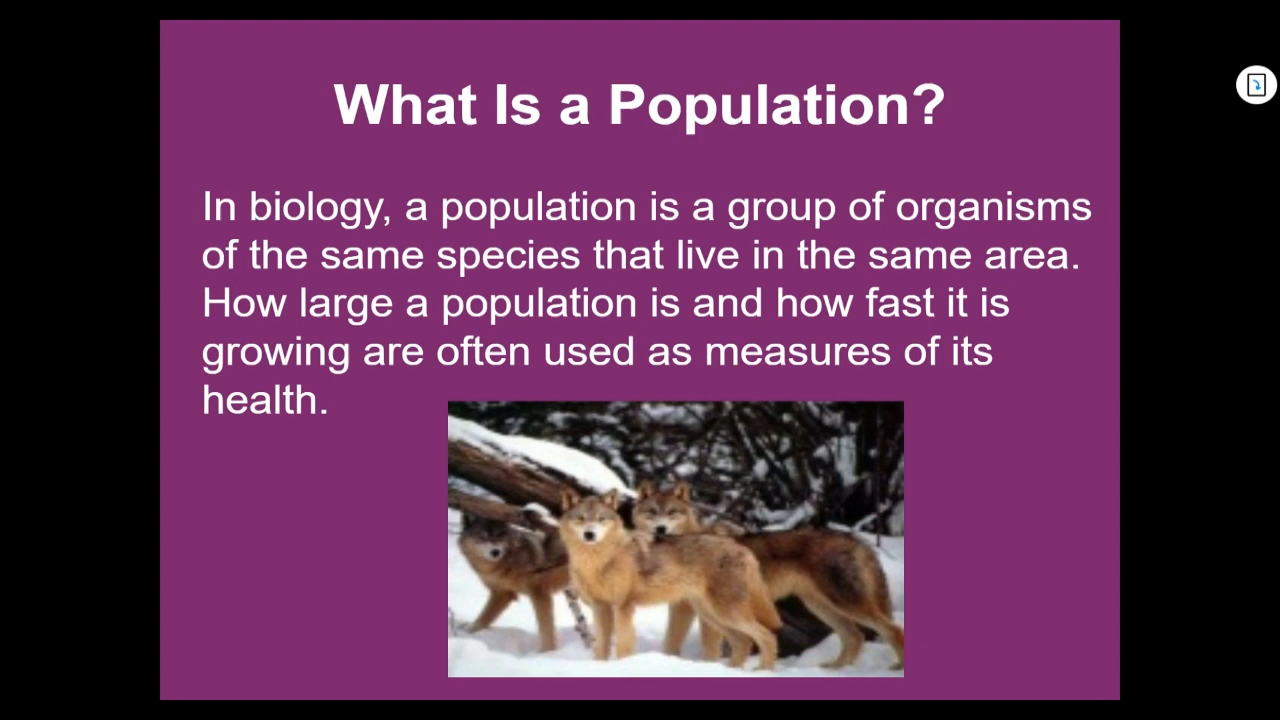 What Is a Population?
In biology, a population is a group of organisms
of the same species that live in the same area.
How large a population is and how fast it is
growing are often used as measures of its
health.